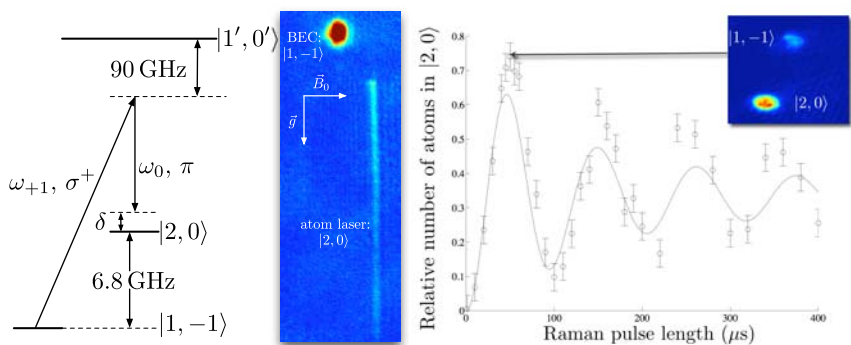 |1′,0′⟩
90 GHz
ω₊₁, σ⁺
ω₀, π
δ
|2,0⟩
6.8 GHz
|1,−1⟩
BEC:
|1,−1⟩
B⃗₀
g⃗
atom laser:
|2,0⟩
Relative number of atoms in |2,0⟩
0.8
0.7
0.6
0.5
0.4
0.3
0.2
0.1
0
0
100
200
300
400
Raman pulse length (μs)
|1,−1⟩
|2,0⟩